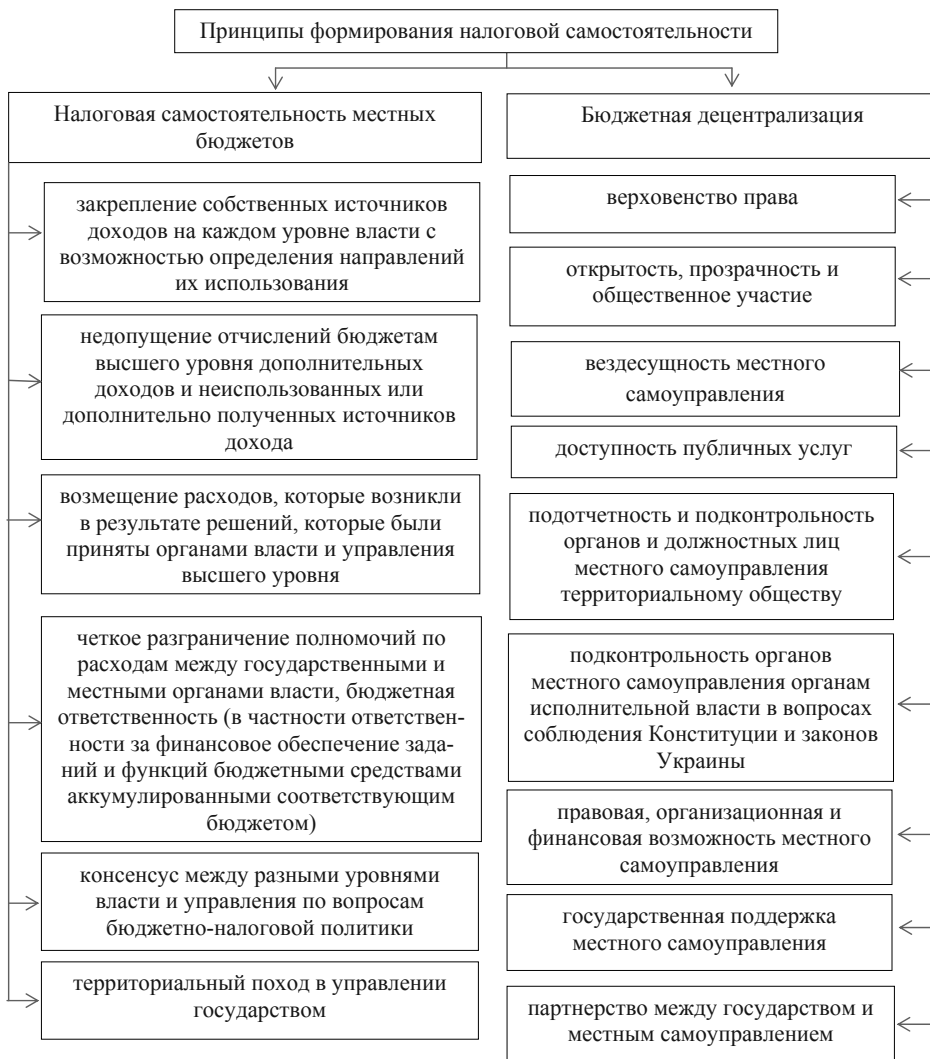 Принципы формирования налоговой самостоятельности
Налоговая самостоятельность местных
бюджетов
закрепление собственных источников
доходов на каждом уровне власти с
возможностью определения направлений
их использования
недопущение отчислений бюджетам
высшего уровня дополнительных
доходов и неиспользованных или
дополнительно полученных источников
дохода
возмещение расходов, которые возникли
в результате решений, которые были
приняты органами власти и управления
высшего уровня
четкое разграничение полномочий по
расходам между государственными и
местными органами власти, бюджетная
ответственность (в частности ответствен-
ности за финансовое обеспечение зада-
ний и функций бюджетными средствами
аккумулированными соответствующим
бюджетом)
консенсус между разными уровнями
власти и управления по вопросам
бюджетно-налоговой политики
территориальный поход в управлении
государством
Бюджетная децентрализация
верховенство права
открытость, прозрачность и
общественное участие
вездесущность местного
самоуправления
доступность публичных услуг
подотчетность и подконтрольность
органов и должностных лиц
местного самоуправления
территориальному обществу
подконтрольность органов
местного самоуправления органам
исполнительной власти в вопросах
соблюдения Конституции и законов
Украины
правовая, организационная и
финансовая возможность местного
самоуправления
государственная поддержка
местного самоуправления
партнерство между государством и
местным самоуправлением